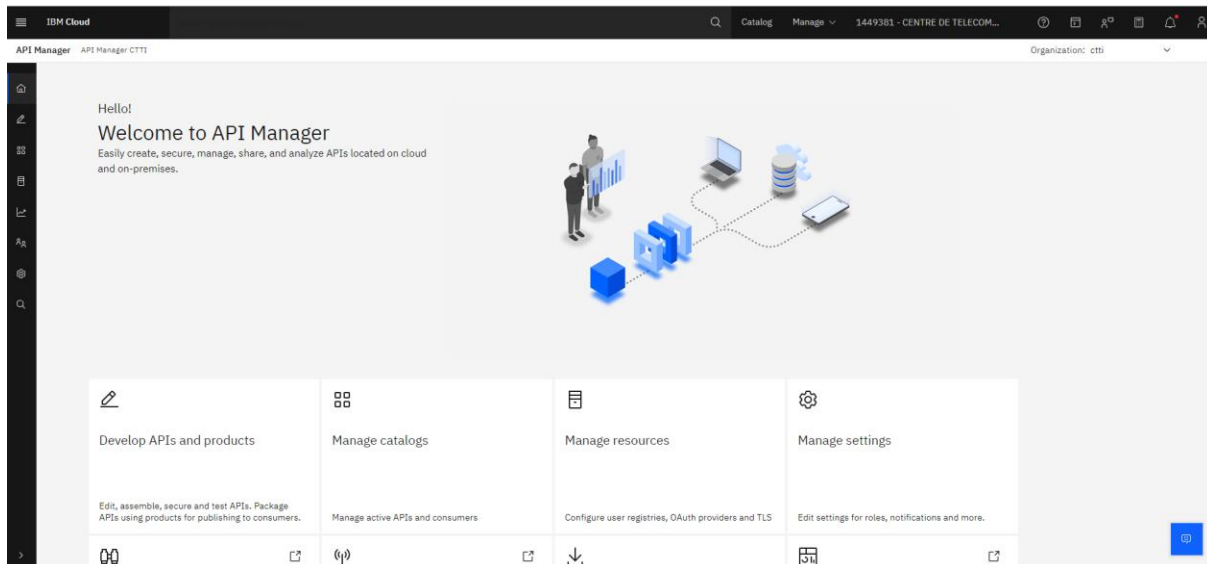 IBM Cloud
Catalog
Manage
1449381 - CENTRE DE TELECOM...
API Manager
API Manager CTTI
Organization: ctti
Hello!
Welcome to API Manager
Easily create, secure, manage, share, and analyze APIs located on cloud
and on-premises.
Develop APIs and products
Edit, assemble, secure and test APIs. Package
APIs using products for publishing to consumers.
Manage catalogs
Manage active APIs and consumers
Manage resources
Configure user registries, OAuth providers and TLS
Manage settings
Edit settings for roles, notifications and more.